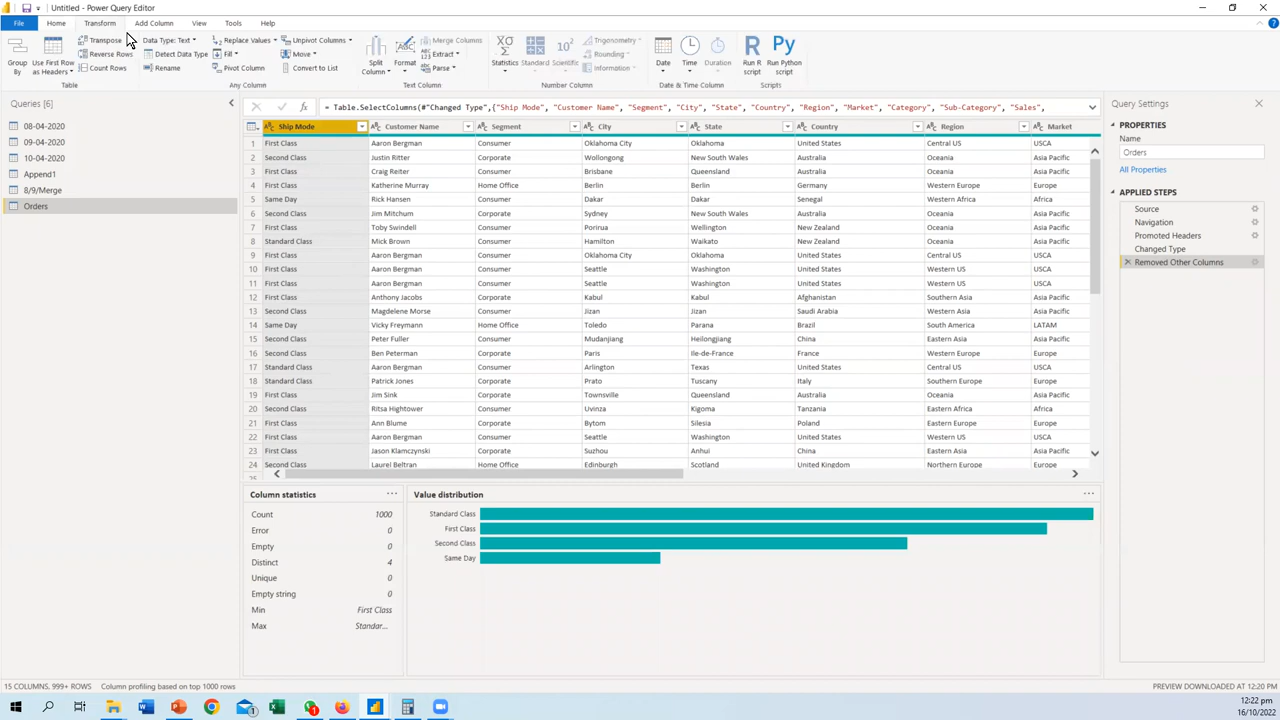 Untitled - Power Query Editor
File Home Transform Add Column View Tools Help
Group By
Use First Row as Headers
Transpose
Reverse Rows
Count Rows
Data Type: Text
Detect Data Type
Rename
Replace Values
Fill
Pivot Column
Unpivot Columns
Move
Convert to List
Split Column
Format
Merge Columns
Extract
Parse
Statistics
Standard
Scientific
Trigonometry
Rounding
Information
Date
Time
Duration
Run R script
Run Python script
Table Any Column Text Column Number Column Date & Time Column Scripts
Queries [6]
08-04-2020
09-04-2020
10-04-2020
Append1
8/9/Merge
Orders
= Table.SelectColumns(#"Changed Type",{"Ship Mode", "Customer Name", "Segment", "City", "State", "Country", "Region", "Market", "Category", "Sub-Category", "Sales",
Ship Mode Customer Name Segment City State Country Region Market
1 First Class Aaron Bergman Consumer Oklahoma City Oklahoma United States Central US USCA
2 Second Class Justin Ritter Corporate Wollongong New South Wales Australia Oceania Asia Pacific
3 First Class Craig Reiter Consumer Brisbane Queensland Australia Oceania Asia Pacific
4 First Class Katherine Murray Home Office Berlin Berlin Germany Western Europe Europe
5 Same Day Rick Hansen Consumer Dakar Dakar Senegal Western Africa Africa
6 Second Class Jim Mitchum Corporate Sydney New South Wales Australia Oceania Asia Pacific
7 First Class Toby Swindell Consumer Porirua Wellington New Zealand Oceania Asia Pacific
8 Standard Class Mick Brown Consumer Hamilton Waikato New Zealand Oceania Asia Pacific
9 First Class Aaron Bergman Consumer Oklahoma City Oklahoma United States Central US USCA
10 First Class Aaron Bergman Consumer Seattle Washington United States Western US USCA
11 First Class Aaron Bergman Consumer Seattle Washington United States Western US USCA
12 First Class Anthony Jacobs Corporate Kabul Kabul Afghanistan Southern Asia Asia Pacific
13 First Class Magdelene Morse Consumer Jizan Jizan Saudi Arabia Western Asia Asia Pacific
14 Same Day Vicky Freymann Home Office Toledo Parana Brazil South America LATAM
15 Second Class Peter Fuller Consumer Mudanjiang Heilongjiang China Eastern Asia Asia Pacific
16 Second Class Ben Peterman Corporate Paris Ile-de-France France Western Europe Europe
17 Standard Class Aaron Bergman Consumer Arlington Texas United States Central US USCA
18 Standard Class Patrick Jones Corporate Prato Tuscany Italy Southern Europe Europe
19 First Class Jim Sink Corporate Townsville Queensland Australia Oceania Asia Pacific
20 Second Class Ritsa Hightower Consumer Uvinza Kigoma Tanzania Eastern Africa Africa
21 First Class Ann Blume Corporate Bytom Silesia Poland Eastern Europe Europe
22 First Class Aaron Bergman Consumer Seattle Washington United States Western US USCA
23 First Class Jason Klamczynski Corporate Suzhou Anhui China Eastern Asia Asia Pacific
24 Second Class Laurel Beltran Home Office Edinburgh Scotland United Kingdom Northern Europe Europe
25
Column statistics
Count 1000
Error 0
Empty 0
Distinct 4
Unique 0
Empty string 0
Min First Class
Max Standar...
Value distribution
Standard Class
First Class
Second Class
Same Day
Query Settings
PROPERTIES
Name
Orders
All Properties
APPLIED STEPS
Source
Navigation
Promoted Headers
Changed Type
Removed Other Columns
15 COLUMNS, 999+ ROWS Column profiling based on top 1000 rows
PREVIEW DOWNLOADED AT 12:20 PM
12:22 pm
16/10/2022